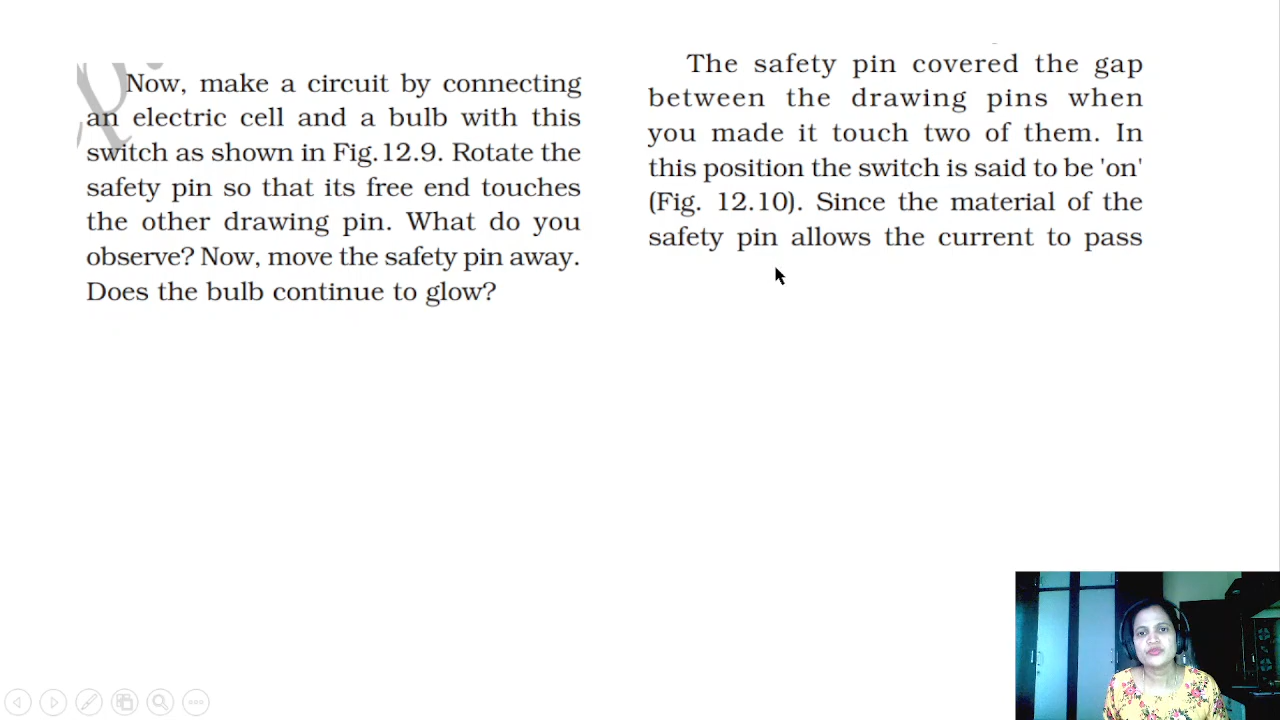 Now, make a circuit by connecting
an electric cell and a bulb with this
switch as shown in Fig.12.9. Rotate the
safety pin so that its free end touches
the other drawing pin. What do you
observe? Now, move the safety pin away.
Does the bulb continue to glow?
The safety pin covered the gap
between the drawing pins when
you made it touch two of them. In
this position the switch is said to be 'on'
(Fig. 12.10). Since the material of the
safety pin allows the current to pass